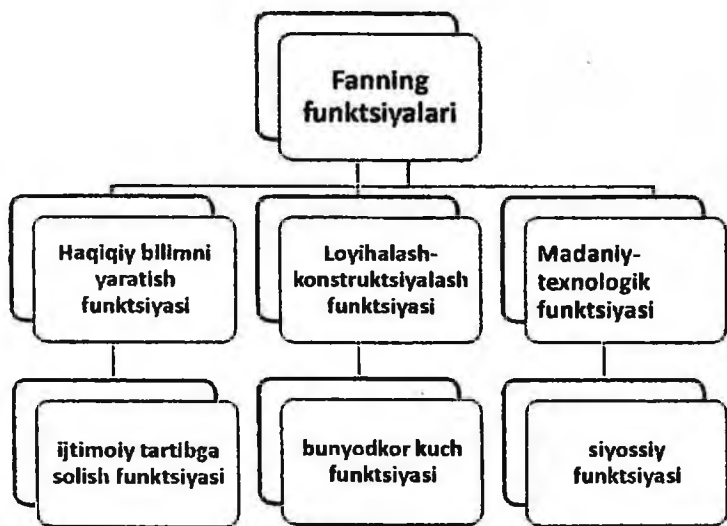 Fanning
funktsiyalari
Haqiqiy bilimni
yaratish
funktsiyasi
Loyihalash-
konstruktsiyalash
funktsiyasi
Madaniy-
texnologik
funktsiyasi
ijtimoiy tartibga
solish funktsiyasi
bunyodkor kuch
funktsiyasi
siyossiy
funktsiyasi